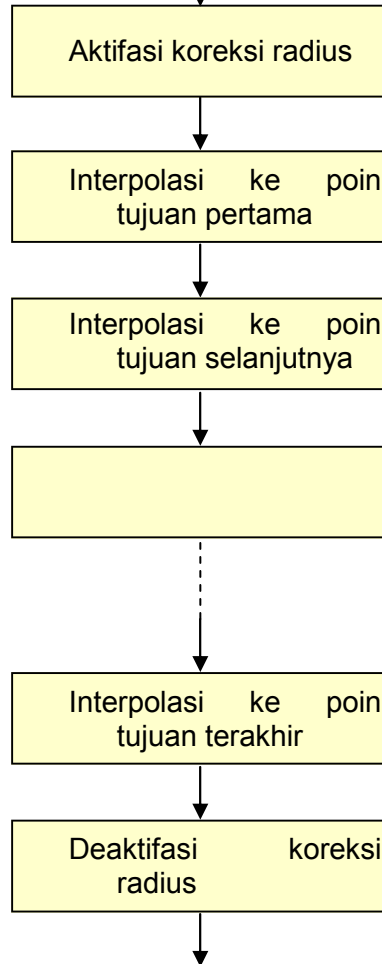 Aktifasi koreksi radius
Interpolasi ke poin
tujuan pertama
Interpolasi ke poin
tujuan selanjutnya
Interpolasi ke poin
tujuan terakhir
Deaktifasi koreksi
radius